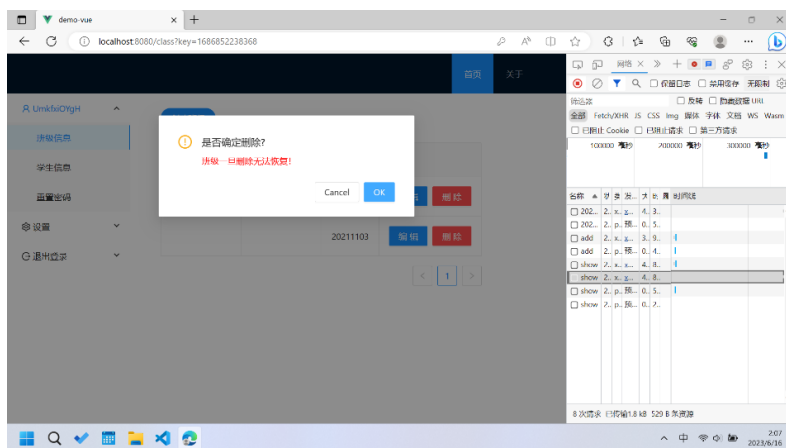 demo-vue
localhost:8080/class?key=1686852238368
首页 关于
网络
保留日志 禁用缓存 无限制
反转 隐藏数据 URL
全部 Fetch/XHR JS CSS Img 媒体 字体 文档 WS Wasm
已阻止 Cookie 已阻止请求 第三方请求
100000 毫秒 200000 毫秒 300000 毫秒
名称 时间线
202...
202...
add
add
show
show
show
show
8 次请求 已传输1.8 kB 529 B 条资源
UmkfxiOYgH
班级信息
学生信息
重置密码
设置
退出登录
是否确定删除?
班级一旦删除无法恢复!
Cancel OK
删除
20211103 编辑 删除
1
中
2:07
2023/6/16